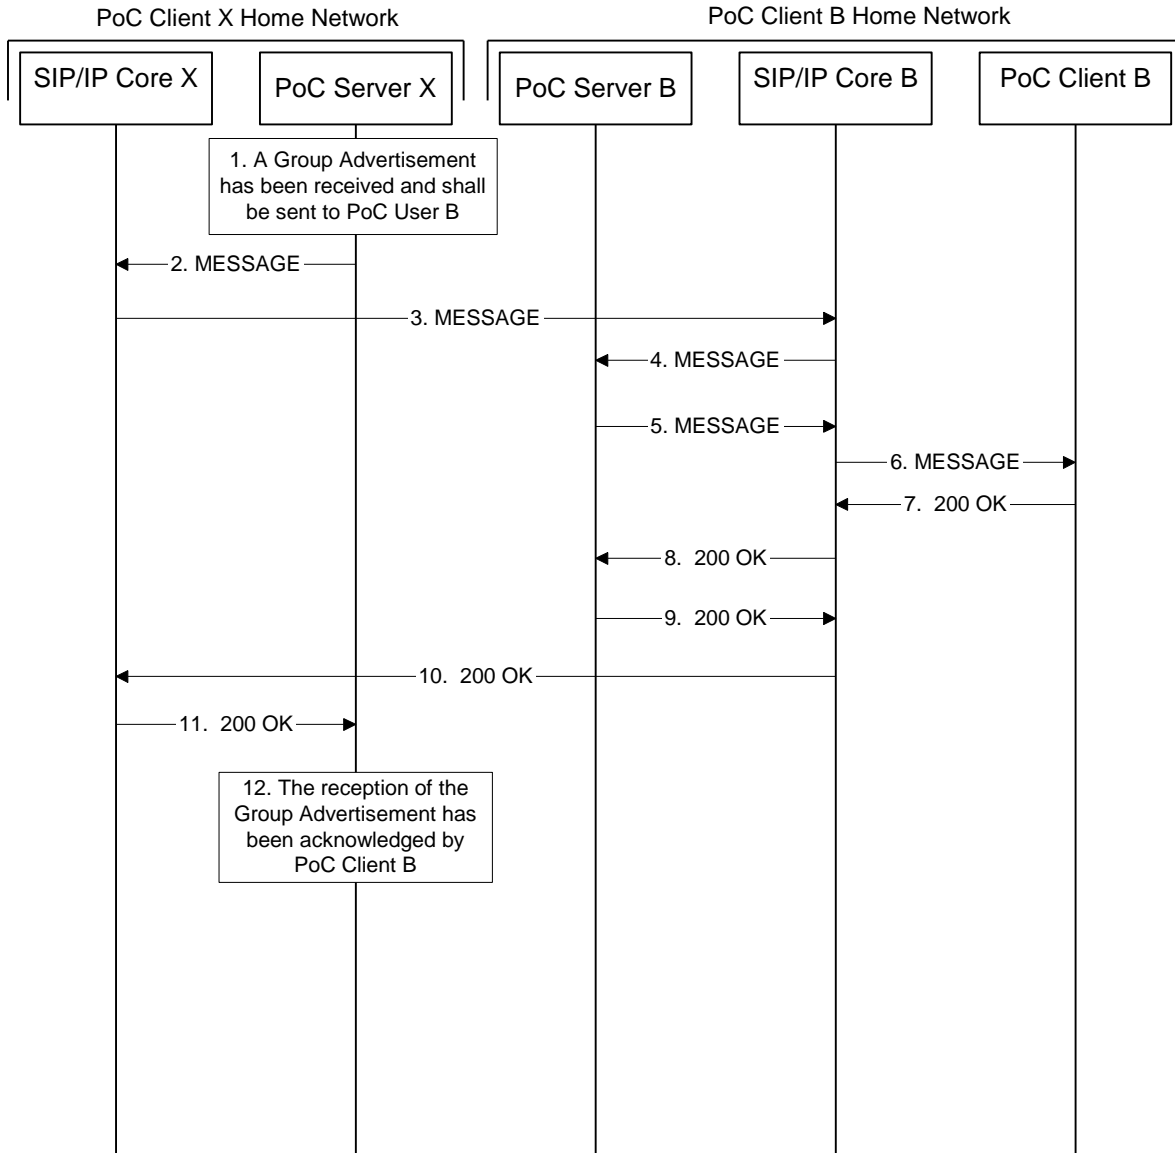 PoC Client X Home Network
PoC Client B Home Network
SIP/IP Core X
PoC Server X
PoC Server B
SIP/IP Core B
PoC Client B
1. A Group Advertisement
has been received and shall
be sent to PoC User B
2. MESSAGE
3. MESSAGE
4. MESSAGE
5. MESSAGE
6. MESSAGE
7. 200 OK
8. 200 OK
9. 200 OK
10. 200 OK
11. 200 OK
12. The reception of the
Group Advertisement has
been acknowledged by
PoC Client B